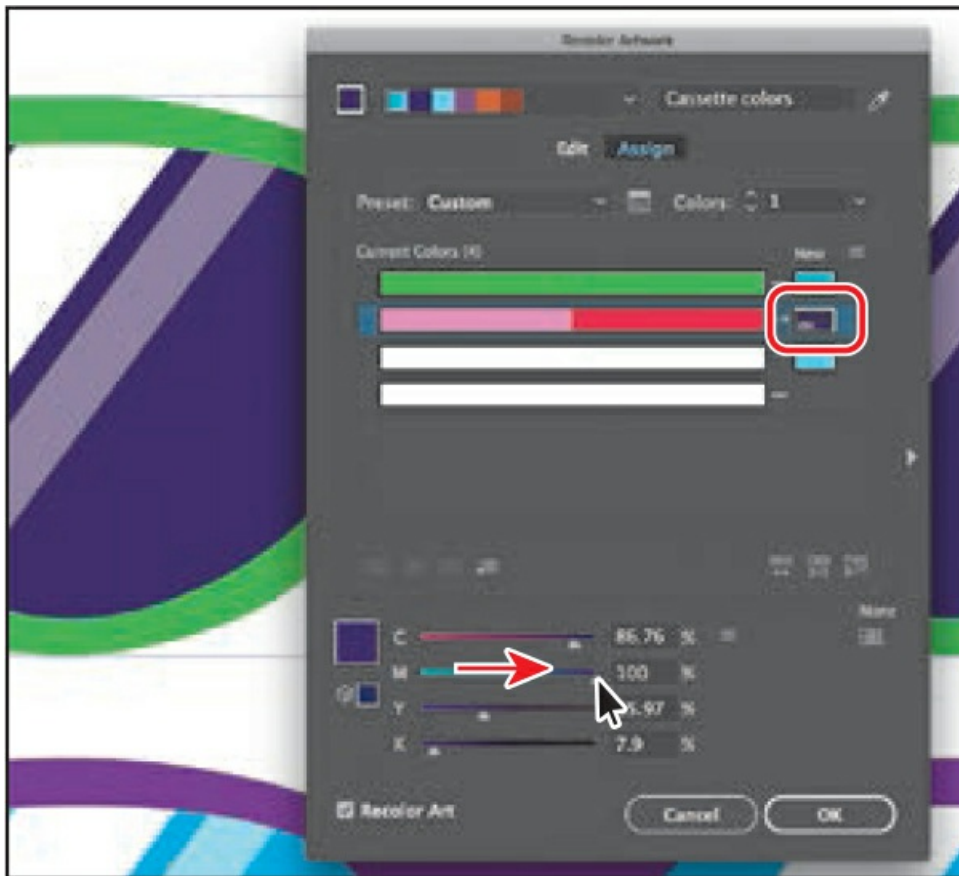 Recolor Artwork
Cassette colors
Edit Assign
Preset: Custom Colors: 1
Current Colors (4) New
None
C 86.76 %
M 100 %
Y %
K 7.9 %
Recolor Art Cancel OK